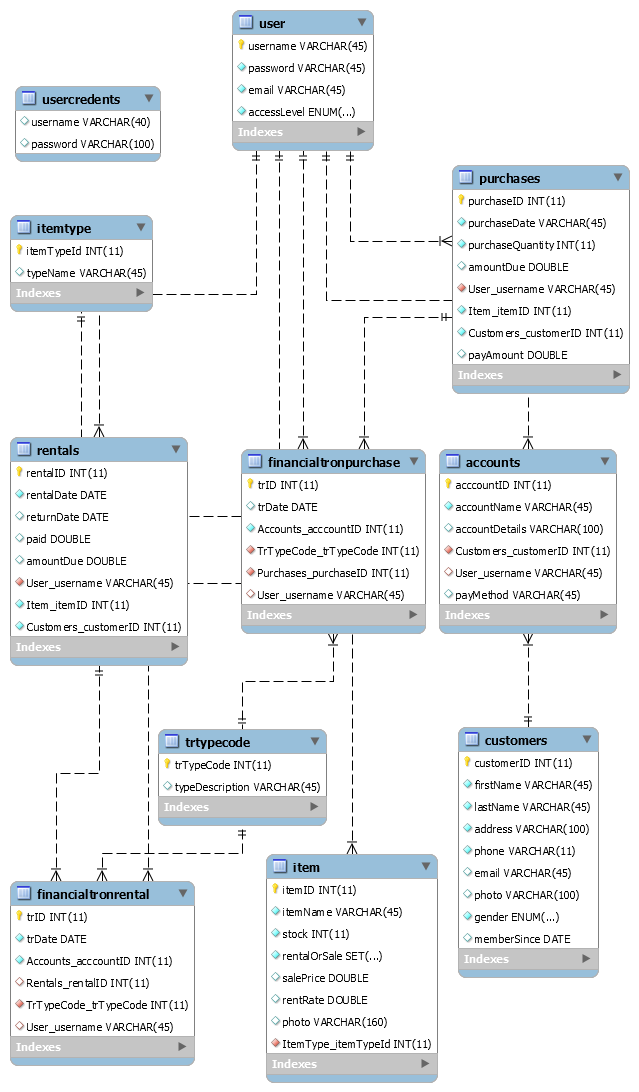 user
username VARCHAR(45)
password VARCHAR(45)
email VARCHAR(45)
accessLevel ENUM(...)
Indexes
usercredents
username VARCHAR(40)
password VARCHAR(100)
purchases
purchaseID INT(11)
purchaseDate VARCHAR(45)
purchaseQuantity INT(11)
amountDue DOUBLE
User_username VARCHAR(45)
Item_itemID INT(11)
Customers_customerID INT(11)
payAmount DOUBLE
Indexes
itemtype
itemTypeId INT(11)
typeName VARCHAR(45)
Indexes
rentals
rentalID INT(11)
rentalDate DATE
returnDate DATE
paid DOUBLE
amountDue DOUBLE
User_username VARCHAR(45)
Item_itemID INT(11)
Customers_customerID INT(11)
Indexes
financialtronpurchase
trID INT(11)
trDate DATE
Accounts_acccountID INT(11)
TrTypeCode_trTypeCode INT(11)
Purchases_purchaseID INT(11)
User_username VARCHAR(45)
Indexes
accounts
acccountID INT(11)
accountName VARCHAR(45)
accountDetails VARCHAR(100)
Customers_customerID INT(11)
User_username VARCHAR(45)
payMethod VARCHAR(45)
Indexes
trtypecode
trTypeCode INT(11)
typeDescription VARCHAR(45)
Indexes
customers
customerID INT(11)
firstName VARCHAR(45)
lastName VARCHAR(45)
address VARCHAR(100)
phone VARCHAR(11)
email VARCHAR(45)
photo VARCHAR(100)
gender ENUM(...)
memberSince DATE
Indexes
financialtronrental
trID INT(11)
trDate DATE
Accounts_acccountID INT(11)
Rentals_rentalID INT(11)
TrTypeCode_trTypeCode INT(11)
User_username VARCHAR(45)
Indexes
item
itemID INT(11)
itemName VARCHAR(45)
stock INT(11)
rentalOrSale SET(...)
salePrice DOUBLE
rentRate DOUBLE
photo VARCHAR(160)
ItemType_itemTypeId INT(11)
Indexes